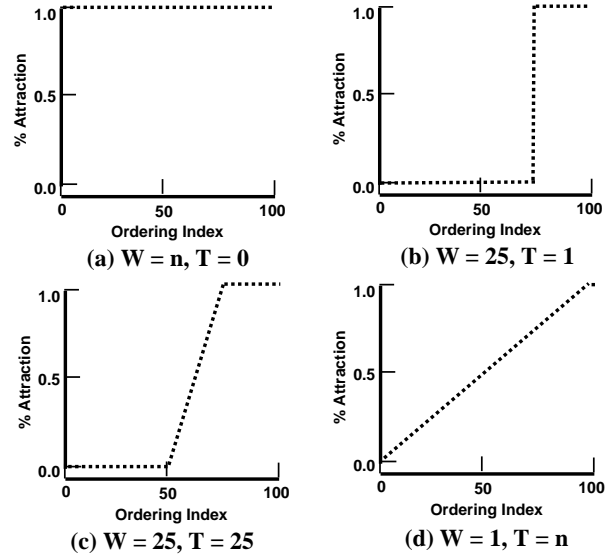 1.0
0.5
0.0
% Attraction
0
50
100
Ordering Index
(a) W = n, T = 0
1.0
0.5
0.0
% Attraction
0
50
100
Ordering Index
(b) W = 25, T = 1
1.0
0.5
0.0
% Attraction
0
50
100
Ordering Index
(c) W = 25, T = 25
1.0
0.5
0.0
% Attraction
0
50
100
Ordering Index
(d) W = 1, T = n